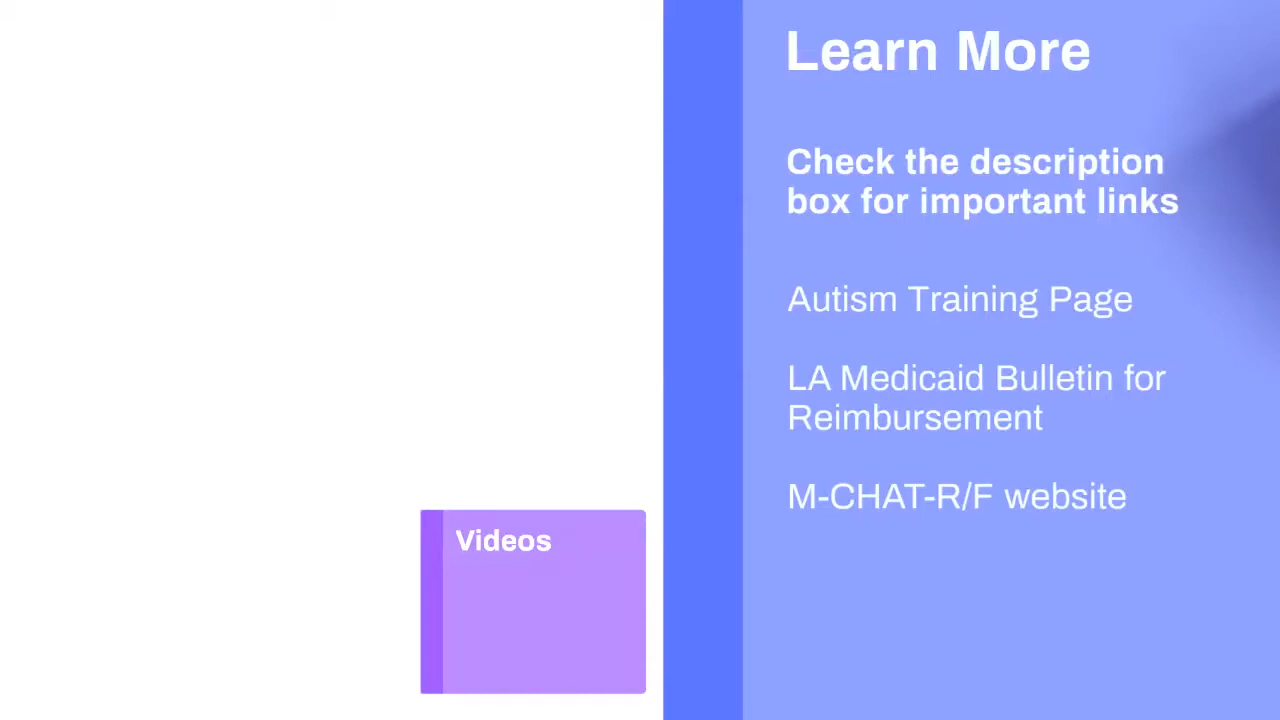 Learn More
Check the description
box for important links
Autism Training Page
LA Medicaid Bulletin for
Reimbursement
M-CHAT-R/F website
Videos